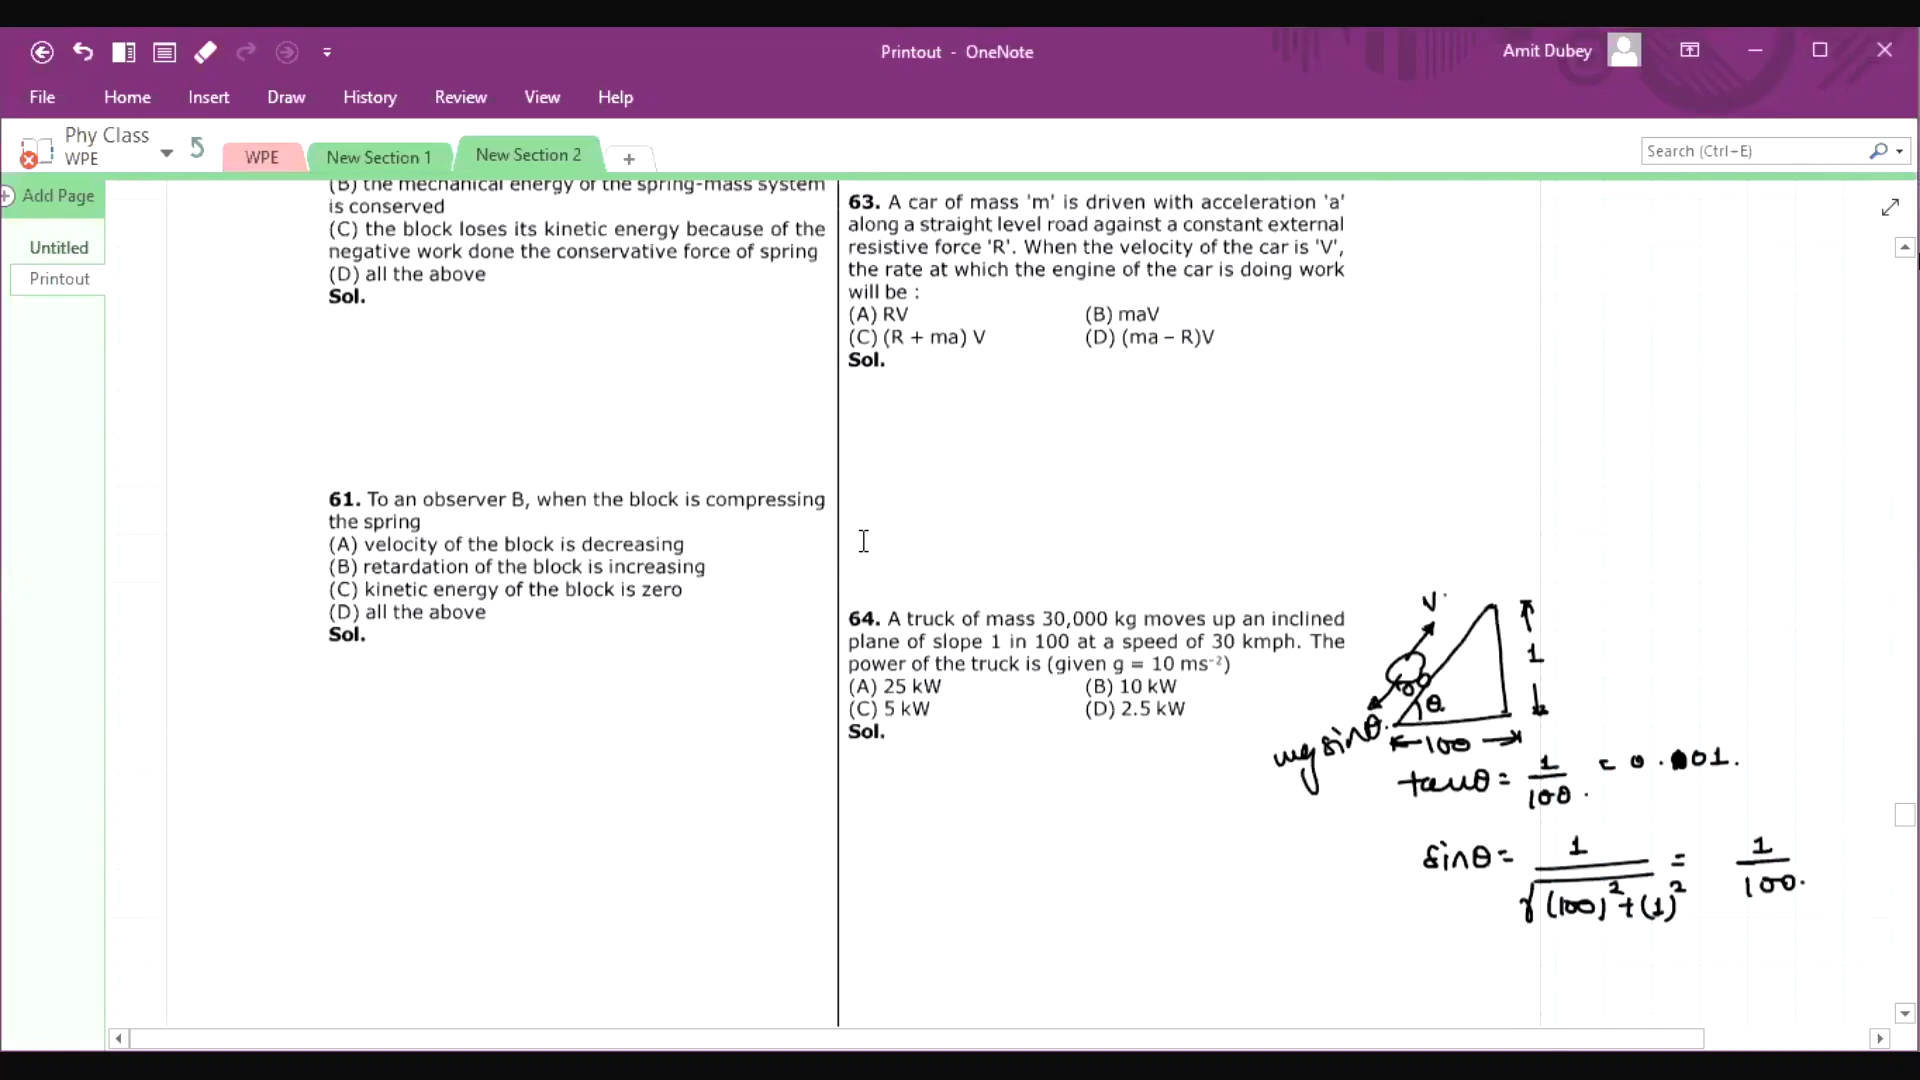 Printout - OneNote
Amit Dubey
File Home Insert Draw History Review View Help
Phy Class
WPE
WPE New Section 1 New Section 2 +
Search (Ctrl+E)
Add Page
Untitled
Printout
(B) the mechanical energy of the spring-mass system
is conserved
(C) the block loses its kinetic energy because of the
negative work done the conservative force of spring
(D) all the above
Sol.
61. To an observer B, when the block is compressing
the spring
(A) velocity of the block is decreasing
(B) retardation of the block is increasing
(C) kinetic energy of the block is zero
(D) all the above
Sol.
63. A car of mass 'm' is driven with acceleration 'a'
along a straight level road against a constant external
resistive force 'R'. When the velocity of the car is 'V',
the rate at which the engine of the car is doing work
will be :
(A) RV (B) maV
(C) (R + ma) V (D) (ma – R)V
Sol.
64. A truck of mass 30,000 kg moves up an inclined
plane of slope 1 in 100 at a speed of 30 kmph. The
power of the truck is (given g = 10 ms⁻²)
(A) 25 kW (B) 10 kW
(C) 5 kW (D) 2.5 kW
Sol.
V
1
θ
mg sinθ
100
tanθ = 1/100 = 0.01
sinθ = 1/√((100)² + (1)²) = 1/100